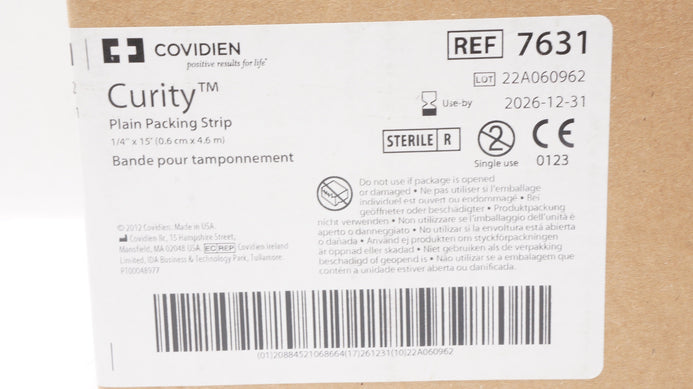 COVIDIEN
positive results for life™
REF 7631
LOT 22A060962
Use-by 2026-12-31
Curity™
Plain Packing Strip
1/4" x 15' (0.6 cm x 4.6 m)
Bande pour tamponnement
STERILE R
2
Single use
CE
0123
Do not use if package is opened
or damaged • Ne pas utiliser si l'emballage
individuel est ouvert ou endommagé • Bei
geöffneter oder beschädigter • Produktpackung
nicht verwenden • Non utilizzare se l'imballaggio dell'unità è
aperto o danneggiato • No utilizar si la envoltura está abierta
o dañada • Använd ej produkten om styckförpackningen
är öppnad eller skadad • Niet gebruiken als de verpakking
beschadigd of geopend is • Não utilizar se a embalagem que
contém a unidade estiver aberta ou danificada.
© 2012 Covidien. Made in USA.
Covidien llc, 15 Hampshire Street,
Mansfield, MA 02048 USA. EC REP Covidien Ireland
Limited, IDA Business & Technology Park, Tullamore.
PT00048977
(01)20884521068664(17)261231(10)22A060962